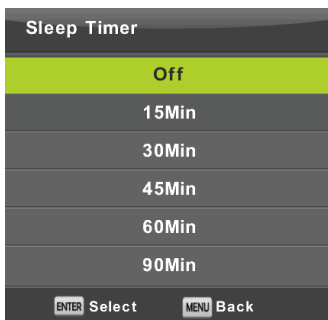 Sleep Timer
Off
15Min
30Min
45Min
60Min
90Min
ENTER Select MENU Back